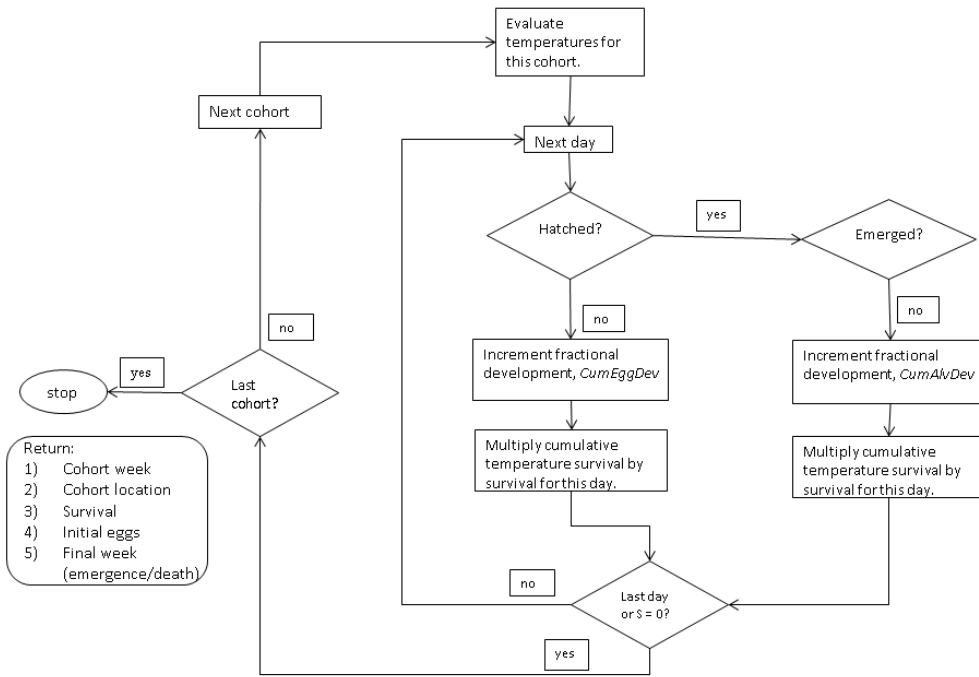 Evaluate
temperatures for
this cohort.
Next cohort
Next day
Hatched?
yes
Emerged?
no
no
Increment fractional
development, CumEggDev
Increment fractional
development, CumAlvDev
Multiply cumulative
temperature survival by
survival for this day.
Multiply cumulative
temperature survival by
survival for this day.
no
Last day
or S = 0?
yes
no
Last
cohort?
yes
stop
Return:
1) Cohort week
2) Cohort location
3) Survival
4) Initial eggs
5) Final week
(emergence/death)